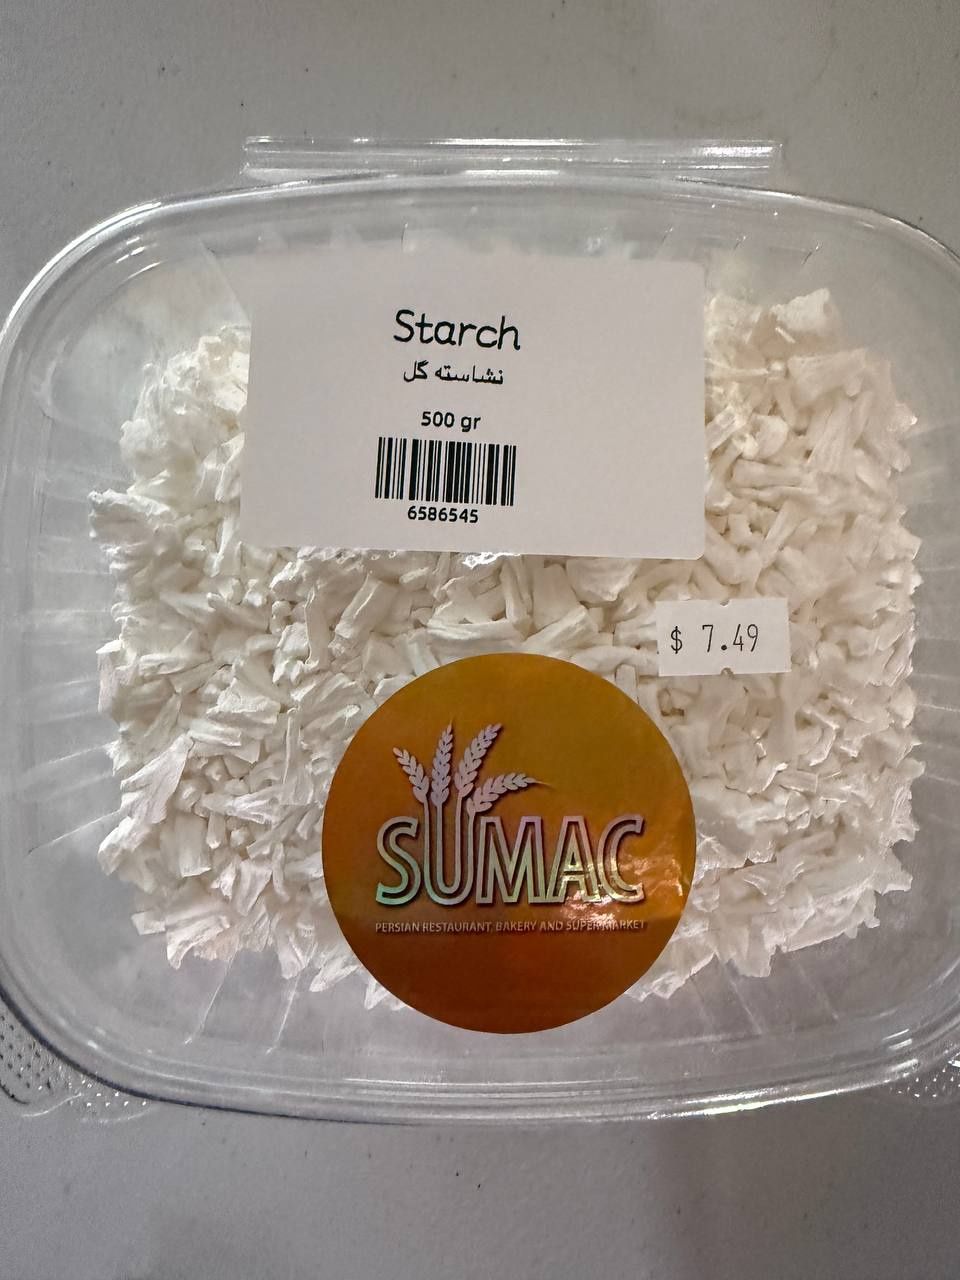 Starch
نشاسته گل
500 gr
6586545
$ 7.49
SUMAC
PERSIAN RESTAURANT, BAKERY AND SUPERMARKET